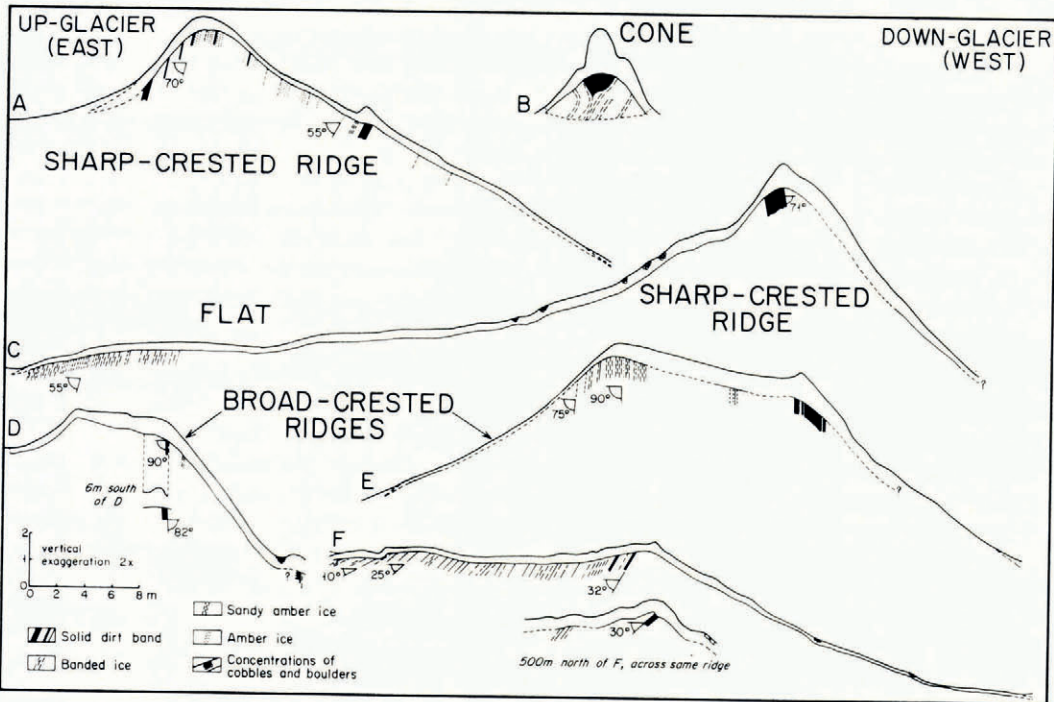 UP-GLACIER
(EAST)
CONE
DOWN-GLACIER
(WEST)
70°
A
B
55°
SHARP-CRESTED RIDGE
71°
SHARP-CRESTED
RIDGE
FLAT
C
55°
BROAD-CRESTED
RIDGES
75°
90°
D
90°
E
6m south
of D
82°
?
?
?
F
10°
25°
32°
30°
500m north of F, across same ridge
2
1
0
vertical
exaggeration 2x
0 2 4 6 8 m
Solid dirt band
Banded ice
Sandy amber ice
Amber ice
Concentrations of
cobbles and boulders